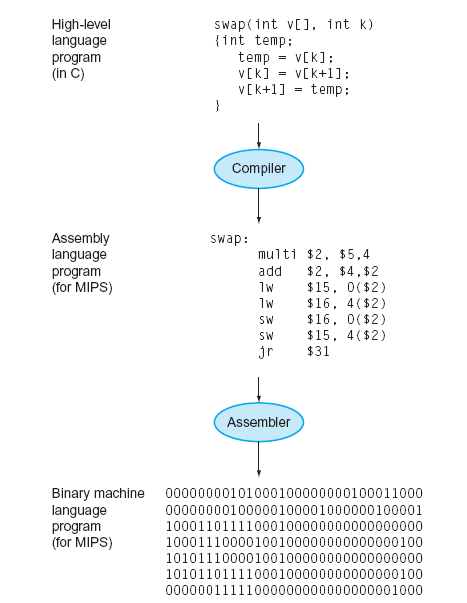 High-level swap(int v[], int k)
language {int temp;
program temp = v[k];
(in C) v[k] = v[k+1];
v[k+1] = temp;
}
Compiler
Assembly swap:
language multi $2, $5,4
program add $2, $4,$2
(for MIPS) lw $15, 0($2)
lw $16, 4($2)
sw $16, 0($2)
sw $15, 4($2)
jr $31
Assembler
Binary machine 00000000101000100000000100011000
language 00000000100000100001000000100001
program 10001101111000100000000000000000
(for MIPS) 10001110000100100000000000000100
10101110000100100000000000000000
10101101111000100000000000000100
00000011111000000000000000001000